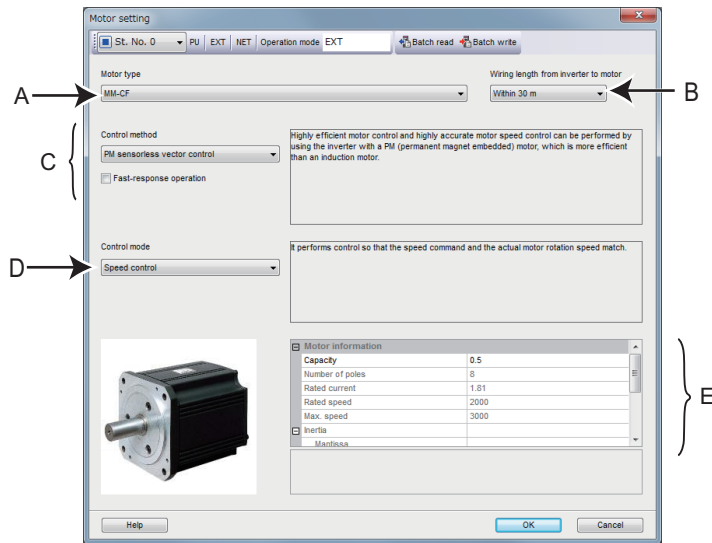 Motor setting
St. No. 0 PU EXT NET Operation mode EXT Batch read Batch write
Motor type
Wiring length from inverter to motor
A
MM-CF
Within 30 m
B
C
Control method
PM sensorless vector control
Fast-response operation
Highly efficient motor control and highly accurate motor speed control can be performed by
using the inverter with a PM (permanent magnet embedded) motor, which is more efficient
than an induction motor.
Control mode
D
Speed control
It performs control so that the speed command and the actual motor rotation speed match.
Motor information
Capacity 0.5
Number of poles 8
Rated current 1.81
Rated speed 2000
Max. speed 3000
Inertia
Mantissa
E
Help OK Cancel